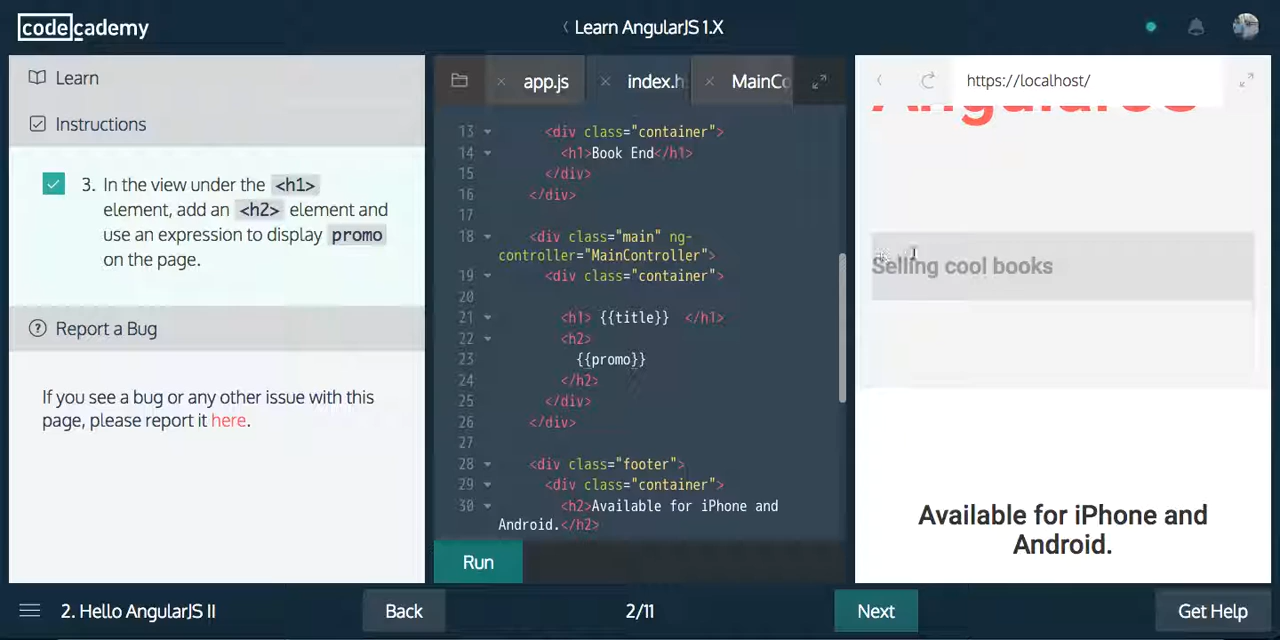 codecademy
Learn AngularJS 1.X
Learn
Instructions
3. In the view under the <h1>
element, add an <h2> element and
use an expression to display promo
on the page.
Report a Bug
If you see a bug or any other issue with this
page, please report it here.
app.js
index.h
MainCo
13 <div class="container">
14 <h1>Book End</h1>
15 </div>
16 </div>
17
18 <div class="main" ng-
controller="MainController">
19 <div class="container">
20
21 <h1> {{title}} </h1>
22 <h2>
23 {{promo}}
24 </h2>
25 </div>
26 </div>
27
28 <div class="footer">
29 <div class="container">
30 <h2>Available for iPhone and
Android.</h2>
Run
https://localhost/
AngularJS
Selling cool books
Available for iPhone and
Android.
2. Hello AngularJS II
Back
2/11
Next
Get Help